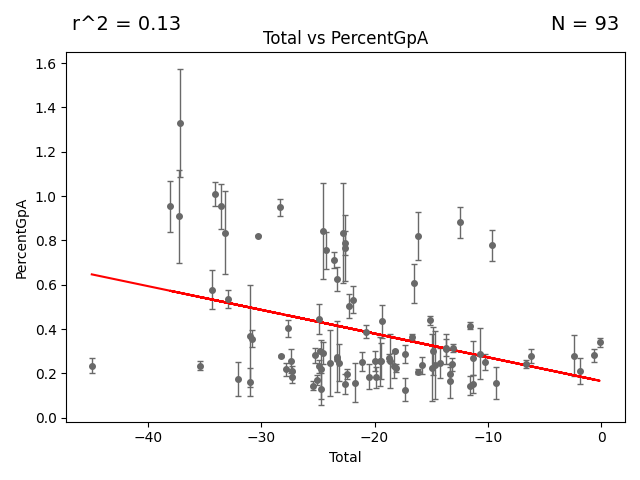 r^2 = 0.13
N = 93
Total vs PercentGpA
1.6
1.4
1.2
1.0
0.8
0.6
0.4
0.2
0.0
PercentGpA
−40
−30
−20
−10
0
Total